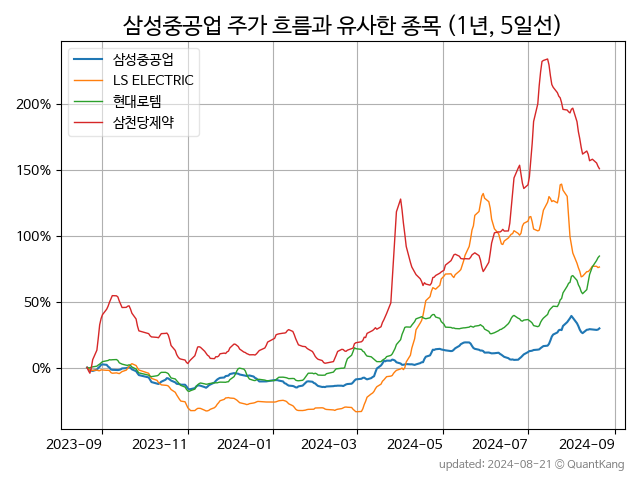 삼성중공업 주가 흐름과 유사한 종목 (1년, 5일선)
삼성중공업
LS ELECTRIC
현대로템
삼천당제약
200%
150%
100%
50%
0%
2023-09 2023-11 2024-01 2024-03 2024-05 2024-07 2024-09
updated: 2024-08-21 © QuantKang